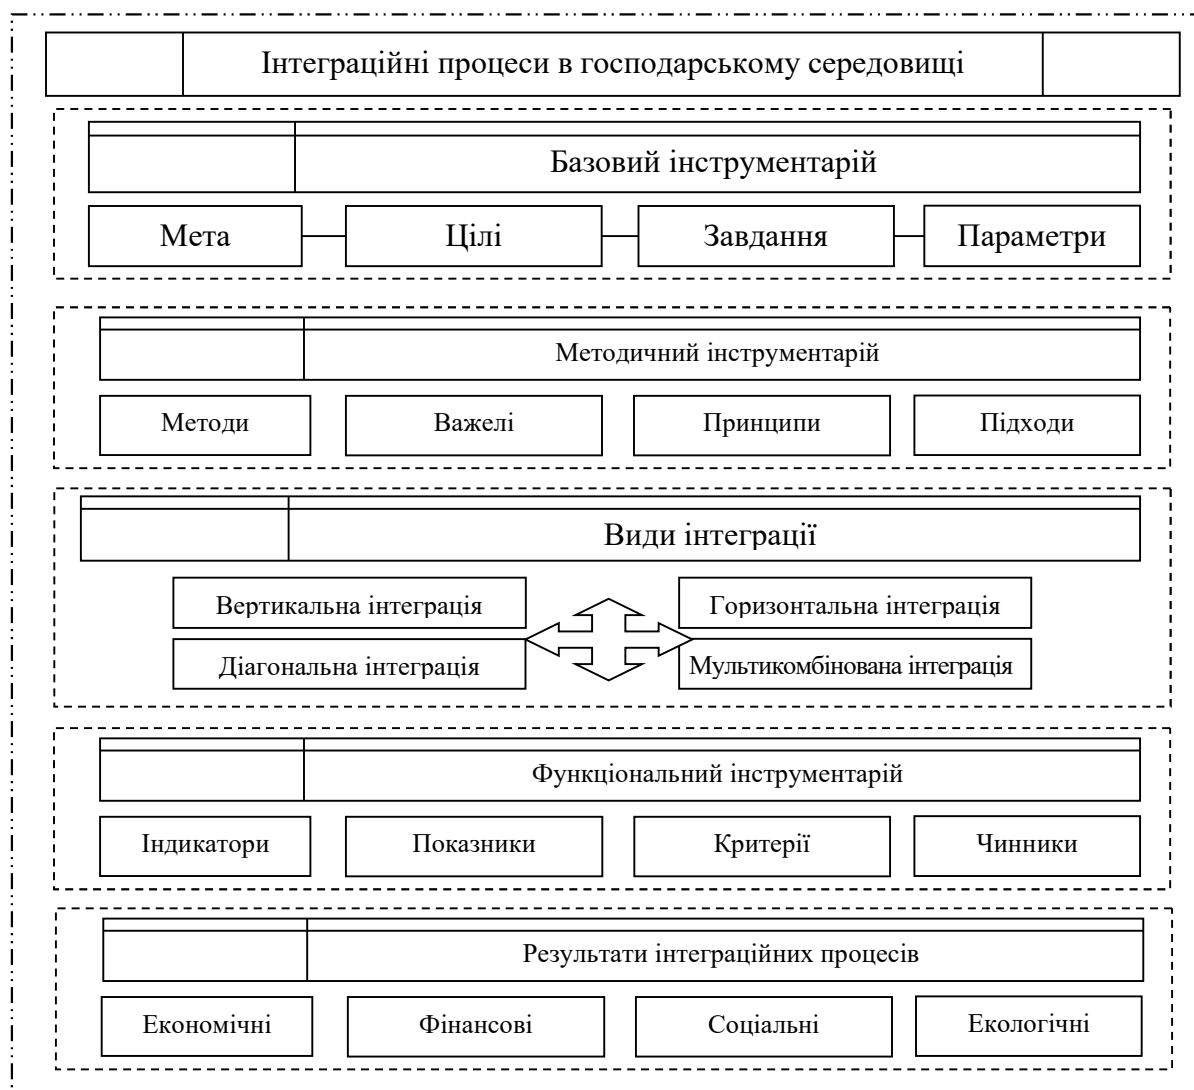 Інтеграційні процеси в господарському середовищі
Базовий інструментарій
Мета
Цілі
Завдання
Параметри
Методичний інструментарій
Методи
Важелі
Принципи
Підходи
Види інтеграції
Вертикальна інтеграція
Горизонтальна інтеграція
Діагональна інтеграція
Мультикомбінована інтеграція
Функціональний інструментарій
Індикатори
Показники
Критерії
Чинники
Результати інтеграційних процесів
Економічні
Фінансові
Соціальні
Екологічні